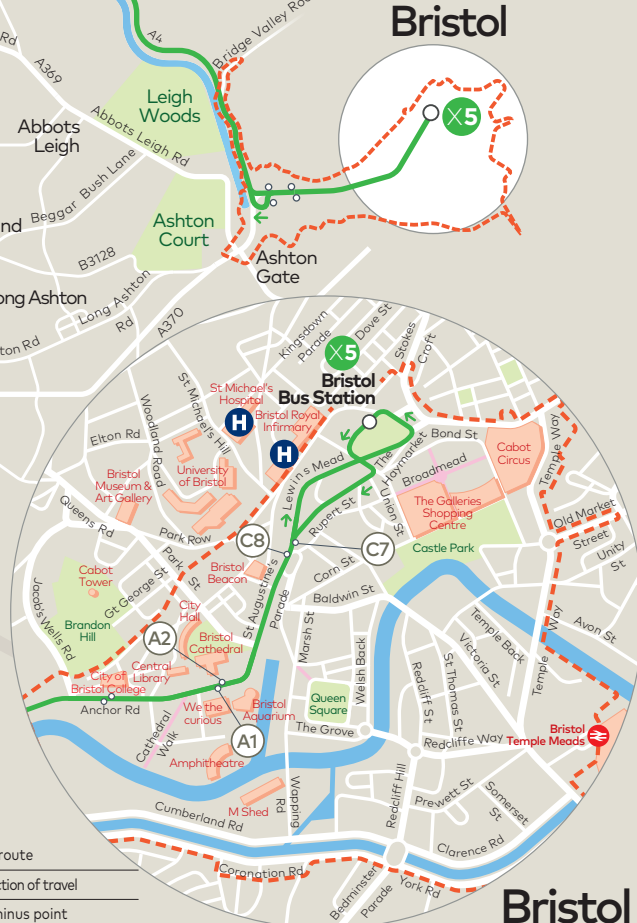 Bristol
Rd
A4
Bridge Valley Ro
A369
Leigh
Woods
X5
Abbots
Leigh
Abbots Leigh Rd
Beggar Bush Lane
nd
Ashton
Court
B3128
Ashton
Gate
ong Ashton
Long Ashton
Rd
A370
ton Rd
Kingsdown
Parade
Dove St
Stokes
Croft
X5
Bristol
Bus Station
St Michael's
Hospital
H
Bristol Royal
Infirmary
H
St Michael's Hill
Woodland Road
Elton Rd
University
of Bristol
Bristol
Museum &
Art Gallery
Queens Rd
Park Row
Park St
Lewins Mead
The
Haymarket
Bond St
Broadmead
Union St
Rupert St
Cabot
Circus
Temple Way
The Galleries
Shopping
Centre
Old Market
Street
Unity
St
Castle Park
C8
C7
Bristol
Beacon
Corn St
Baldwin St
St Augustine's
Parade
Cabot
Tower
Gt George St
Jacob's Wells Rd
Brandon
Hill
City
Hall
A2
Bristol
Cathedral
Central
Library
City of
Bristol College
Anchor Rd
We the
curious
Bristol
Aquarium
A1
Cathedral
Walk
Amphitheatre
M Shed
Marsh St
Queen
Square
Welsh Back
The Grove
Wapping
Rd
Redcliff St
St Thomas St
Victoria St
Temple Back
Temple
Way
Avon St
Redcliffe Way
Bristol
Temple Meads
Redcliff Hill
Prewett St
Somerset
St
Clarence Rd
Cumberland Rd
Coronation Rd
Bedminster
Parade
York Rd
route
ction of travel
minus point
Bristol